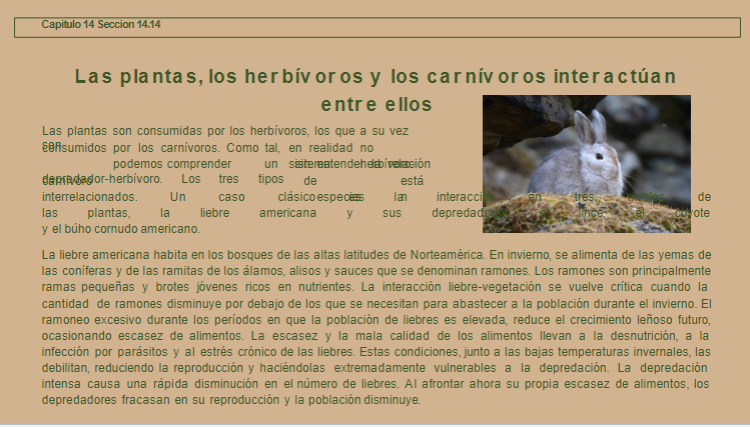 Capitulo 14 Seccion 14.14
Las plantas, los herbívoros y los carnívoros interactúan
entre ellos
Las plantas son consumidas por los herbívoros, los que a su vez
son
consumidos por los carnívoros. Como tal, en realidad no
podemos comprender un
depredador-herbívoro. Los tres tipos de está
carnívoro
interrelacionados. Un caso clásico es la interacción en tres de
las plantas, la liebre americana y sus depredadores lince, el coyote
y el búho cornudo americano.
La liebre americana habita en los bosques de las altas latitudes de Norteamérica. En invierno, se alimenta de las yemas de
las coníferas y de las ramitas de los álamos, alisos y sauces que se denominan ramones. Los ramones son principalmente
ramas pequeñas y brotes jóvenes ricos en nutrientes. La interacción liebre-vegetación se vuelve crítica cuando la
cantidad de ramones disminuye por debajo de los que se necesitan para abastecer a la población durante el invierno. El
ramoneo excesivo durante los períodos en que la población de liebres es elevada, reduce el crecimiento leñoso futuro,
ocasionando escasez de alimentos. La escasez y la mala calidad de los alimentos llevan a la desnutrición, a la
infección por parásitos y al estrés crónico de las liebres. Estas condiciones, junto a las bajas temperaturas invernales, las
debilitan, reduciendo la reproducción y haciéndolas extremadamente vulnerables a la depredación. La depredación
intensa causa una rápida disminución en el número de liebres. Al afrontar ahora su propia escasez de alimentos, los
depredadores fracasan en su reproducción y la población disminuye.